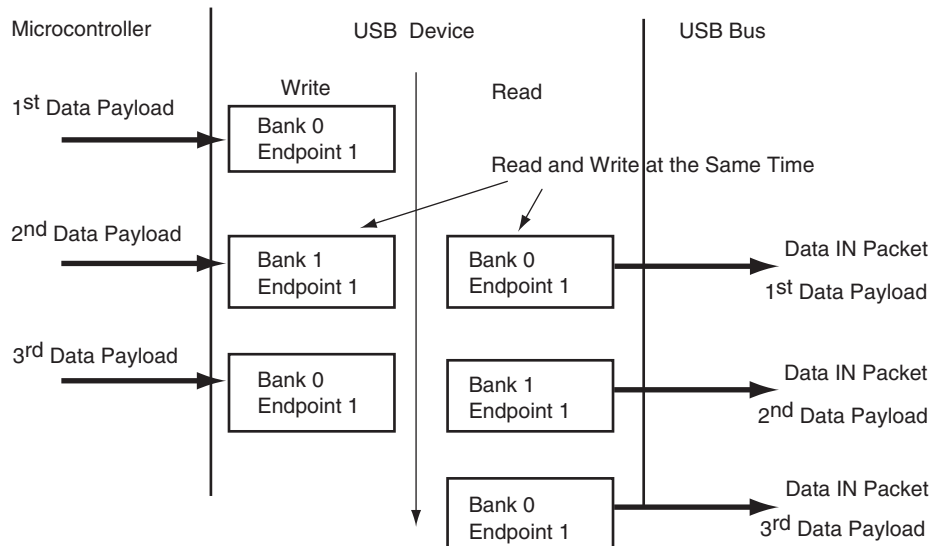 Microcontroller
USB Device
USB Bus
Write
Read
1st Data Payload
Bank 0
Endpoint 1
Read and Write at the Same Time
2nd Data Payload
Bank 1
Endpoint 1
Bank 0
Endpoint 1
Data IN Packet
1st Data Payload
3rd Data Payload
Bank 0
Endpoint 1
Bank 1
Endpoint 1
Data IN Packet
2nd Data Payload
Bank 0
Endpoint 1
Data IN Packet
3rd Data Payload